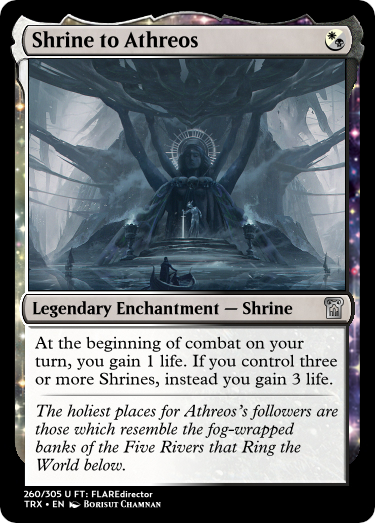 Shrine to Athreos
Legendary Enchantment — Shrine
At the beginning of combat on your
turn, you gain 1 life. If you control three
or more Shrines, instead you gain 3 life.
The holiest places for Athreos's followers are
those which resemble the fog-wrapped
banks of the Five Rivers that Ring the
World below.
260/305 U FT: FLAREdirector
TRX • EN Borisut Chamnan